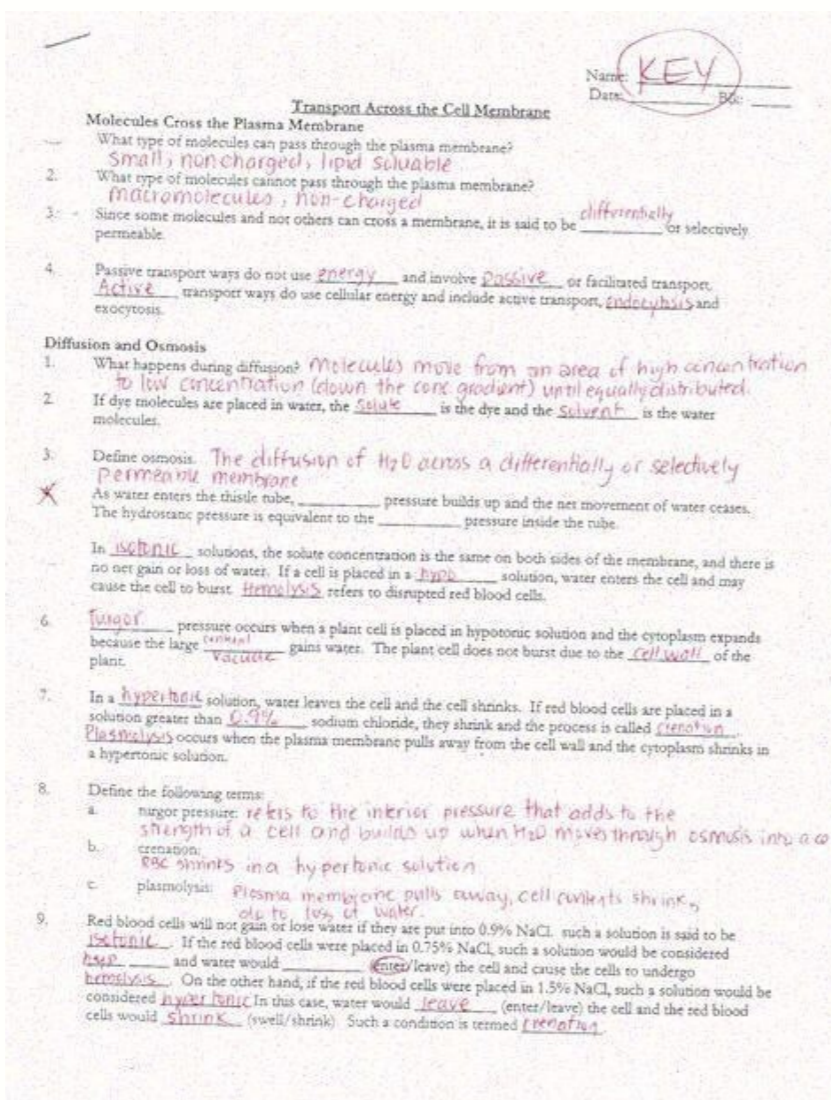 Name: KEY
Date: Blk:
Transport Across the Cell Membrane
Molecules Cross the Plasma Membrane
What type of molecules can pass through the plasma membrane?
small, noncharged, lipid soluable
2. What type of molecules cannot pass through the plasma membrane?
macromolecules, non-charged
differentially
3. Since some molecules and not others can cross a membrane, it is said to be __________ or selectively
permeable.
4. Passive transport ways do not use energy and involve passive or facilitated transport.
Active transport ways do use cellular energy and include active transport, endocytosis and
exocytosis.
Diffusion and Osmosis
1. What happens during diffusion? Molecules move from an area of high concentration
to low concentration (down the conc. gradient) until equally distributed.
2. If dye molecules are placed in water, the solute is the dye and the solvent is the water
molecules.
3. Define osmosis. The diffusion of H2O across a differentially or selectively
permeable membrane
As water enters the thistle tube, __________ pressure builds up and the net movement of water ceases.
The hydrostatic pressure is equivalent to the __________ pressure inside the tube.
In isotonic solutions, the solute concentration is the same on both sides of the membrane, and there is
no net gain or loss of water. If a cell is placed in a hypo solution, water enters the cell and may
cause the cell to burst. Hemolysis refers to disrupted red blood cells.
6. Turgor pressure occurs when a plant cell is placed in hypotonic solution and the cytoplasm expands
because the large central vacuole gains water. The plant cell does not burst due to the cell wall of the
plant.
7. In a hypertonic solution, water leaves the cell and the cell shrinks. If red blood cells are placed in a
solution greater than 0.9% sodium chloride, they shrink and the process is called crenation.
Plasmolysis occurs when the plasma membrane pulls away from the cell wall and the cytoplasm shrinks in
a hypertonic solution.
8. Define the following terms:
a. turgor pressure: refers to the interior pressure that adds to the
strength of a cell and builds up when H2O moves through osmosis into a ce
b. crenation:
RBC shrinks in a hypertonic solution
c. plasmolysis: Plasma membrane pulls away, cell contents shrink,
due to loss of water.
9. Red blood cells will not gain or lose water if they are put into 0.9% NaCl. such a solution is said to be
isotonic. If the red blood cells were placed in 0.75% NaCl, such a solution would be considered
hypo and water would __________ (enter/leave) the cell and cause the cells to undergo
hemolysis. On the other hand, if the red blood cells were placed in 1.5% NaCl, such a solution would be
considered hypertonic In this case, water would leave (enter/leave) the cell and the red blood
cells would shrink (swell/shrink). Such a condition is termed crenation.